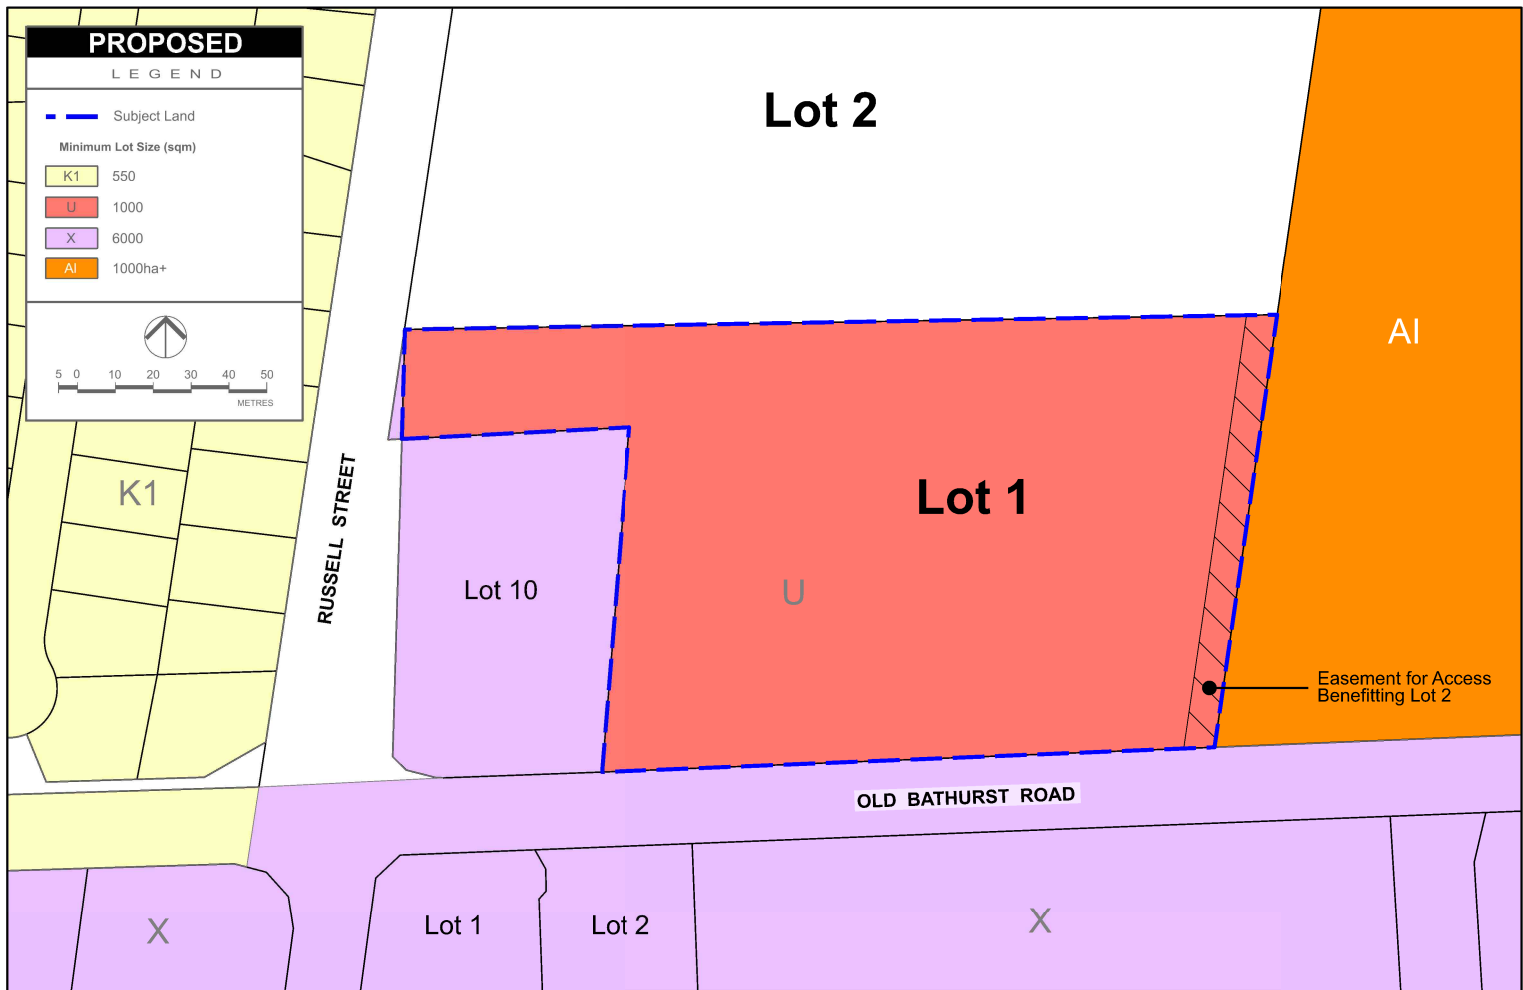 PROPOSED
LEGEND
Subject Land
Minimum Lot Size (sqm)
K1 550
U 1000
X 6000
AI 1000ha+
5 0 10 20 30 40 50
METRES
Lot 2
AI
K1
RUSSELL STREET
Lot 1
Lot 10
U
Easement for Access
Benefitting Lot 2
OLD BATHURST ROAD
X
Lot 1
Lot 2
X